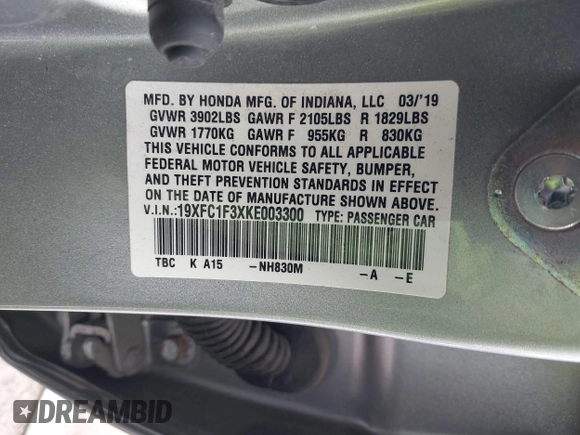 MFD. BY HONDA MFG. OF INDIANA, LLC 03/'19
GVWR 3902LBS GAWR F 2105LBS R 1829LBS
GVWR 1770KG GAWR F 955KG R 830KG
THIS VEHICLE CONFORMS TO ALL APPLICABLE
FEDERAL MOTOR VEHICLE SAFETY, BUMPER,
AND THEFT PREVENTION STANDARDS IN EFFECT
ON THE DATE OF MANUFACTURE SHOWN ABOVE.
V.I.N.:19XFC1F3XKE003300 TYPE: PASSENGER CAR
TBC K A15 -NH830M -A -E
DREAMBID